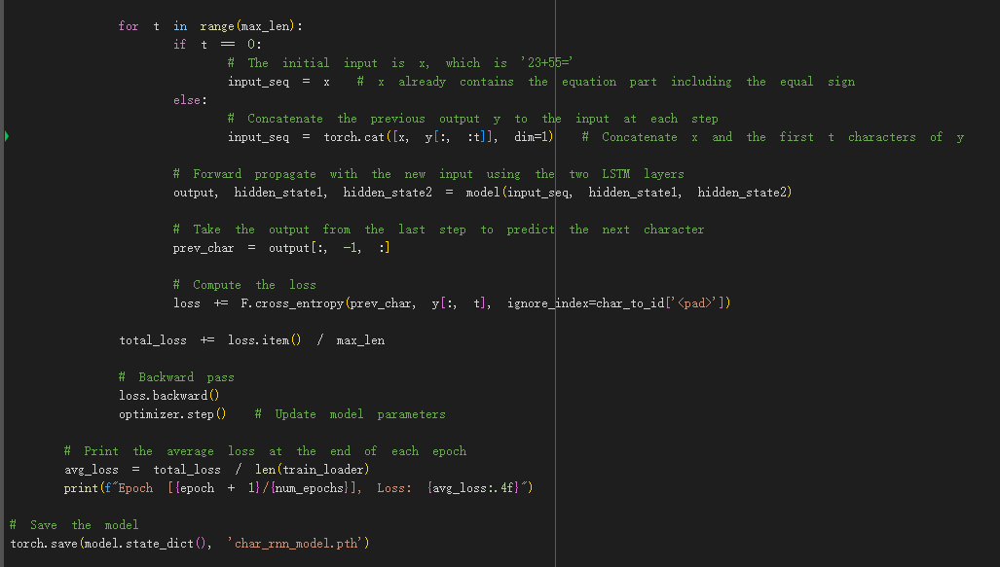 for t in range(max_len):
if t == 0:
# The initial input is x, which is '23+55='
input_seq = x # x already contains the equation part including the equal sign
else:
# Concatenate the previous output y to the input at each step
input_seq = torch.cat([x, y[:, :t]], dim=1) # Concatenate x and the first t characters of y
# Forward propagate with the new input using the two LSTM layers
output, hidden_state1, hidden_state2 = model(input_seq, hidden_state1, hidden_state2)
# Take the output from the last step to predict the next character
prev_char = output[:, -1, :]
# Compute the loss
loss += F.cross_entropy(prev_char, y[:, t], ignore_index=char_to_id['<pad>'])
total_loss += loss.item() / max_len
# Backward pass
loss.backward()
optimizer.step() # Update model parameters
# Print the average loss at the end of each epoch
avg_loss = total_loss / len(train_loader)
print(f"Epoch [{epoch + 1}/{num_epochs}], Loss: {avg_loss:.4f}")
# Save the model
torch.save(model.state_dict(), 'char_rnn_model.pth')